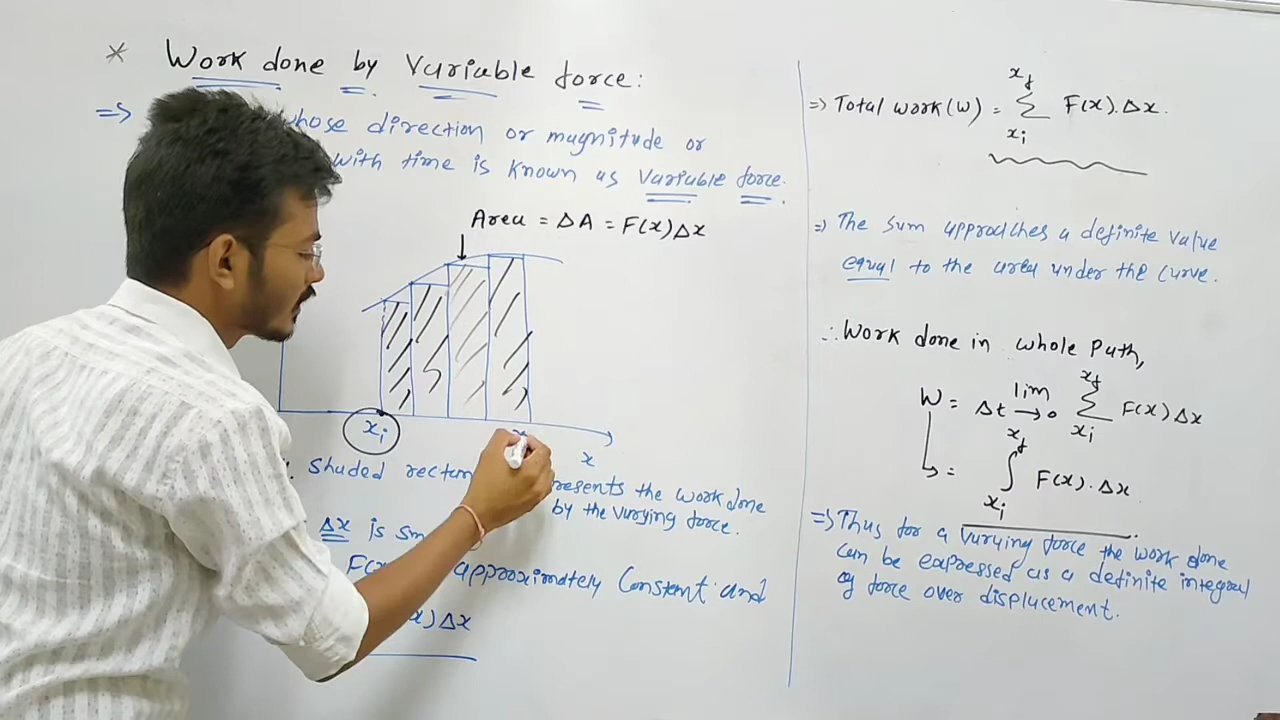 * Work done by Variable force:
=> whose direction or magnitude or
with time is known as Variable force.
Area = ΔA = F(x)Δx
xi
x
shaded rectan resents the work done
by the varying force.
Δx is sm
F(x approximately Constant and
x) Δx
=> Total work (W) = Σ F(x).Δx.
xf
xi
=> The sum approaches a definite value
equal to the area under the curve.
∴ Work done in whole path,
W = lim Δt→0 Σ F(x) Δx
xf
xi
= ∫ F(x). Δx
xf
xi
=> Thus for a varying force the work done
can be expressed as a definite integral
of force over displacement.